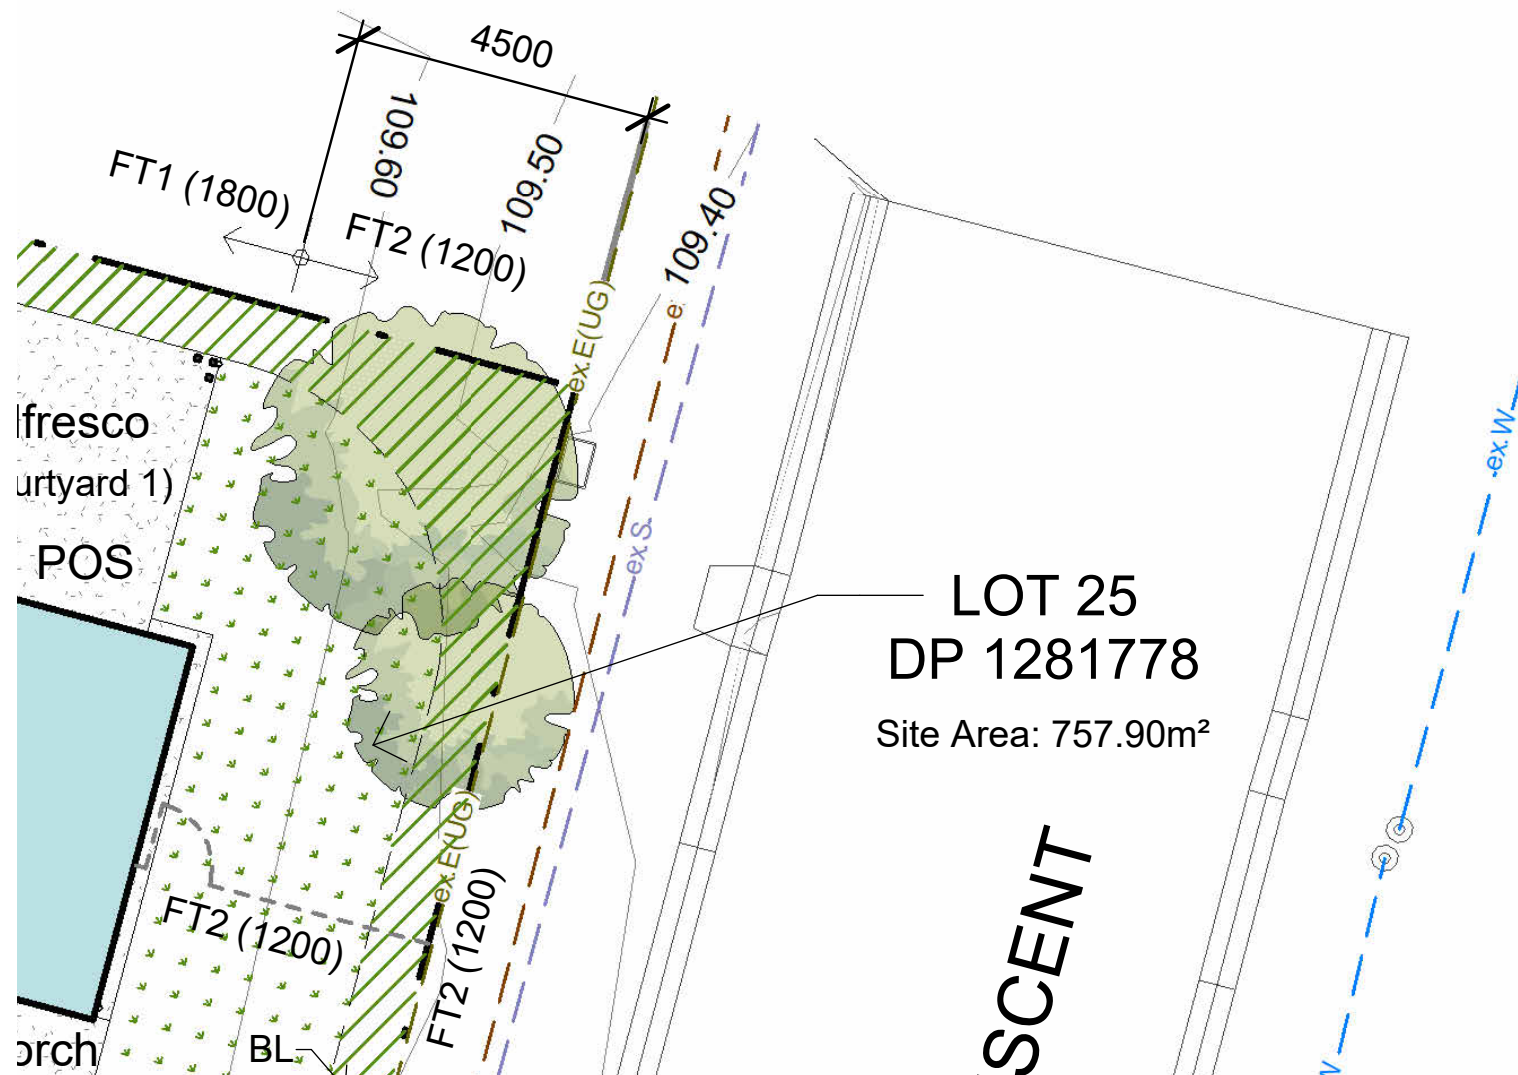 4500
109.60
109.50
FT1 (1800)
FT2 (1200)
109.40
ex.E(UG)
e
lfresco
urtyard 1)
POS
ex.W
ex.S
LOT 25
DP 1281778
Site Area: 757.90m²
ex.E(UG)
FT2 (1200)
FT2 (1200)
SCENT
BL
orch
W